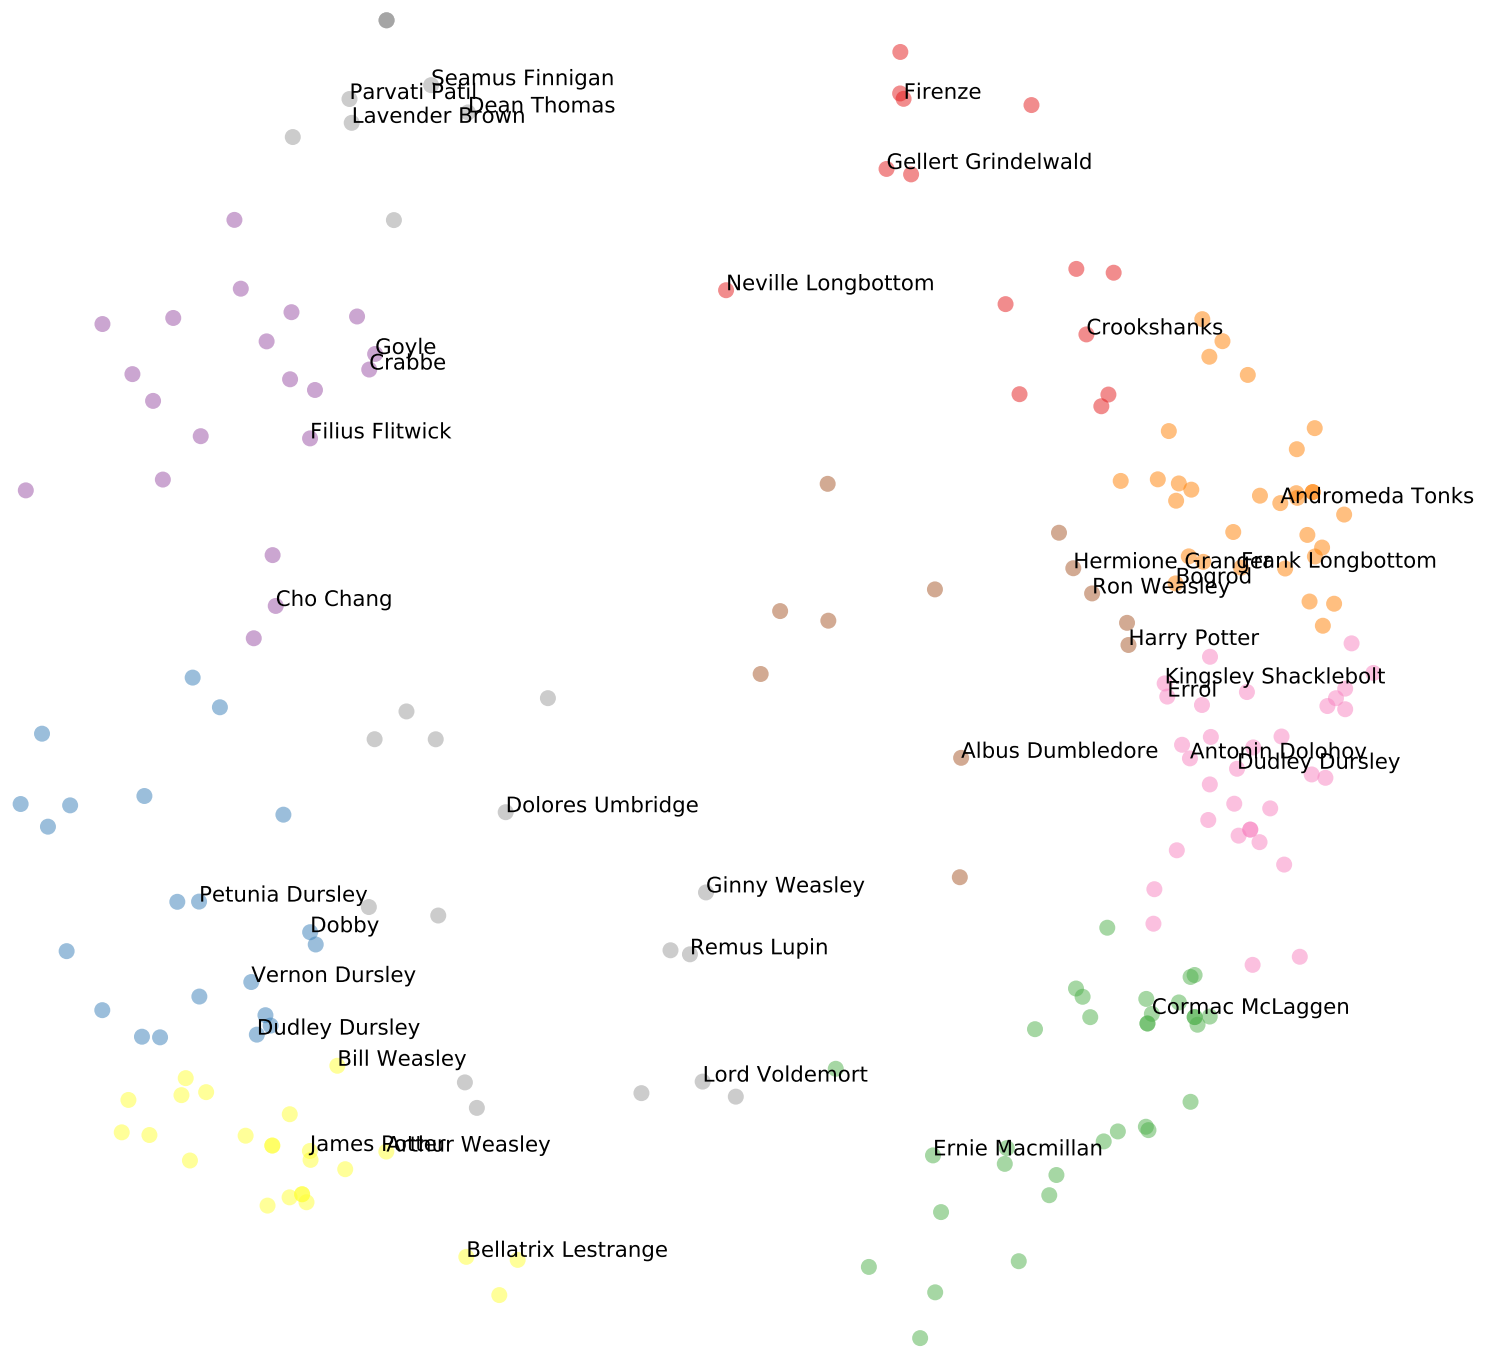 Seamus Finnigan
Parvati Patil
Firenze
Dean Thomas
Lavender Brown
Gellert Grindelwald
Neville Longbottom
Crookshanks
Goyle
Crabbe
Filius Flitwick
Andromeda Tonks
Hermione Granger
Frank Longbottom
Bogrod
Ron Weasley
Cho Chang
Harry Potter
Kingsley Shacklebolt
Errol
Albus Dumbledore
Antonin Dolohov
Dudley Dursley
Dolores Umbridge
Ginny Weasley
Petunia Dursley
Dobby
Remus Lupin
Vernon Dursley
Cormac McLaggen
Dudley Dursley
Bill Weasley
Lord Voldemort
James Potter
Arthur Weasley
Ernie Macmillan
Bellatrix Lestrange